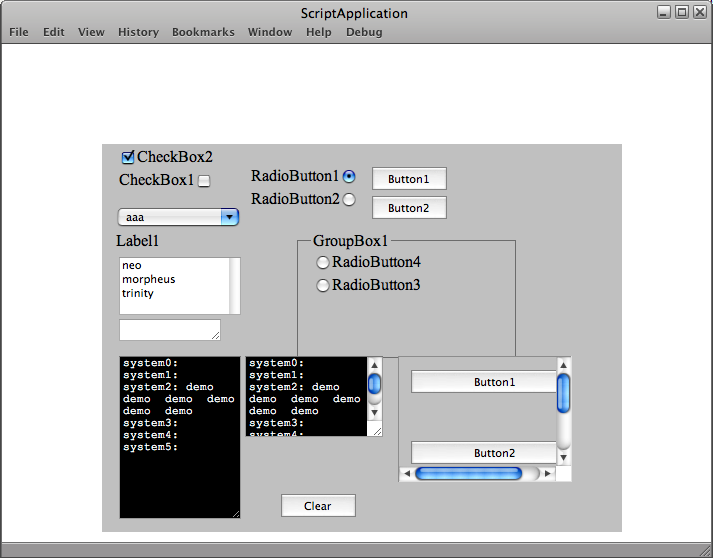 ScriptApplication
File Edit View History Bookmarks Window Help Debug
CheckBox2
CheckBox1
RadioButton1
RadioButton2
Button1
Button2
aaa
Label1
neo
morpheus
trinity
GroupBox1
RadioButton4
RadioButton3
system0:
system1:
system2: demo
demo demo demo
demo demo
system3:
system4:
system5:
system0:
system1:
system2: demo
demo demo demo
demo demo
system3:
system4:
Button1
Button2
Clear